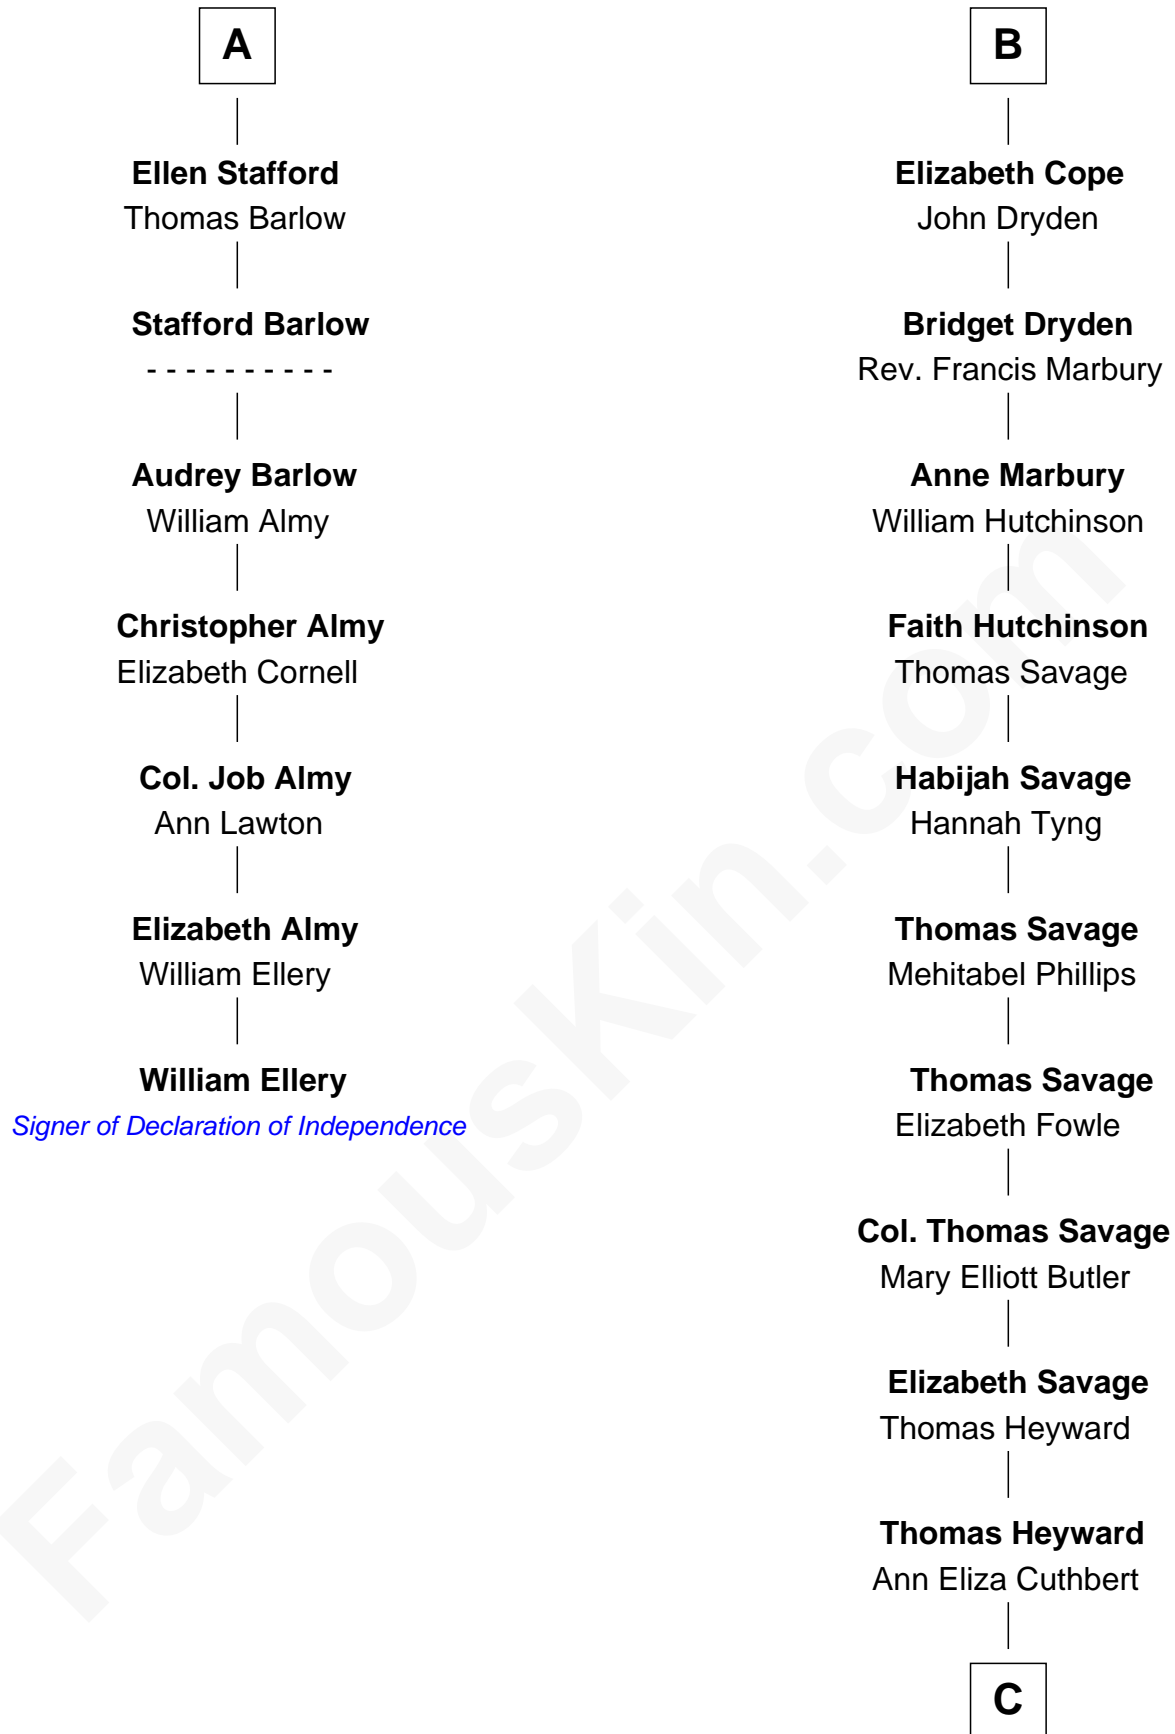 A
Ellen Stafford
Thomas Barlow
Stafford Barlow
- - - - - - - - - -
Audrey Barlow
William Almy
Christopher Almy
Elizabeth Cornell
Col. Job Almy
Ann Lawton
Elizabeth Almy
William Ellery
William Ellery
Signer of Declaration of Independence
B
Elizabeth Cope
John Dryden
Bridget Dryden
Rev. Francis Marbury
Anne Marbury
William Hutchinson
Faith Hutchinson
Thomas Savage
Habijah Savage
Hannah Tyng
Thomas Savage
Mehitabel Phillips
Thomas Savage
Elizabeth Fowle
Col. Thomas Savage
Mary Elliott Butler
Elizabeth Savage
Thomas Heyward
Thomas Heyward
Ann Eliza Cuthbert
C
FamousKin.com